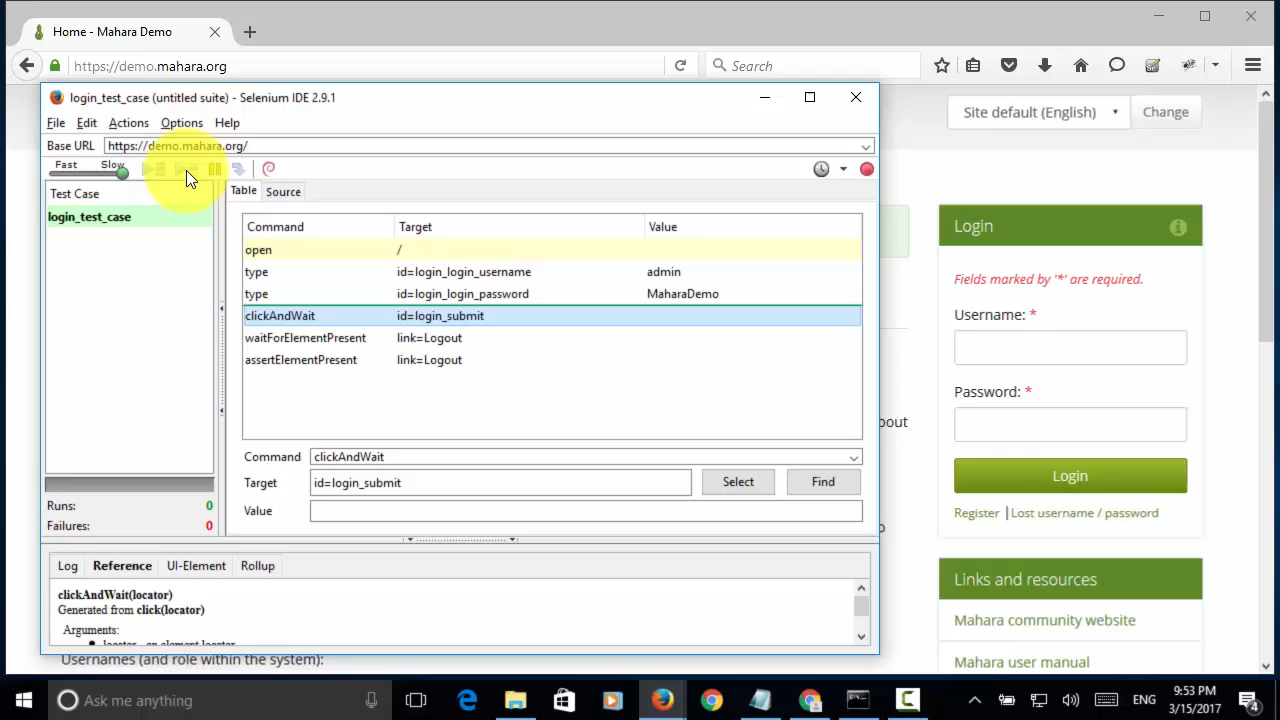 Home - Mahara Demo
https://demo.mahara.org
Search
login_test_case (untitled suite) - Selenium IDE 2.9.1
File Edit Actions Options Help
Base URL https://demo.mahara.org/
Fast Slow
Test Case
login_test_case
Table Source
Command Target Value
open /
type id=login_login_username admin
type id=login_login_password MaharaDemo
clickAndWait id=login_submit
waitForElementPresent link=Logout
assertElementPresent link=Logout
Command clickAndWait
Target id=login_submit Select Find
Value
Runs: 0
Failures: 0
Log Reference UI-Element Rollup
clickAndWait(locator)
Generated from click(locator)
Arguments:
locator - an element locator
Usernames (and role within the system):
Site default (English) Change
Login
Fields marked by '*' are required.
Username: *
Password: *
Login
Register | Lost username / password
Links and resources
Mahara community website
Mahara user manual
Ask me anything
ENG
9:53 PM
3/15/2017
4